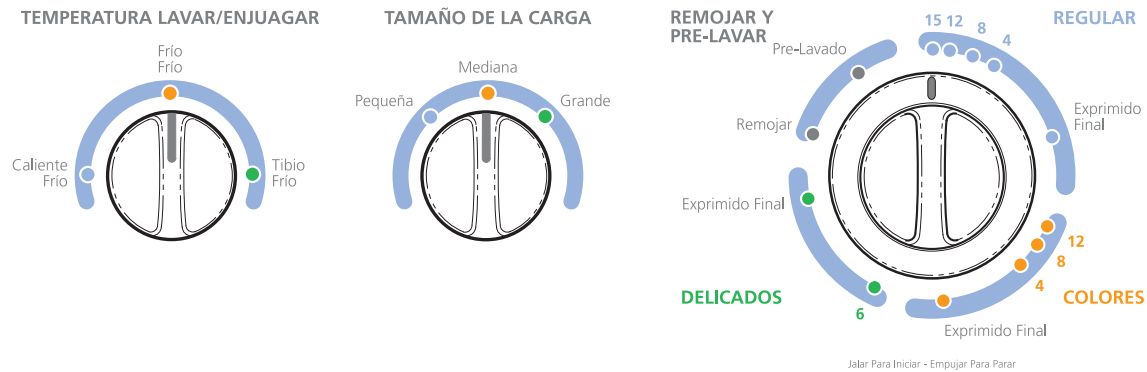 TEMPERATURA LAVAR/ENJUAGAR
Frío
Frío
Caliente
Frío
Tibio
Frío
TAMAÑO DE LA CARGA
Mediana
Pequeña
Grande
REMOJAR Y
PRE-LAVAR
REGULAR
15 12
8
4
Pre-Lavado
Remojar
Exprimido
Final
Exprimido Final
DELICADOS
6
12
8
4
COLORES
Exprimido Final
Jalar Para Iniciar - Empujar Para Parar